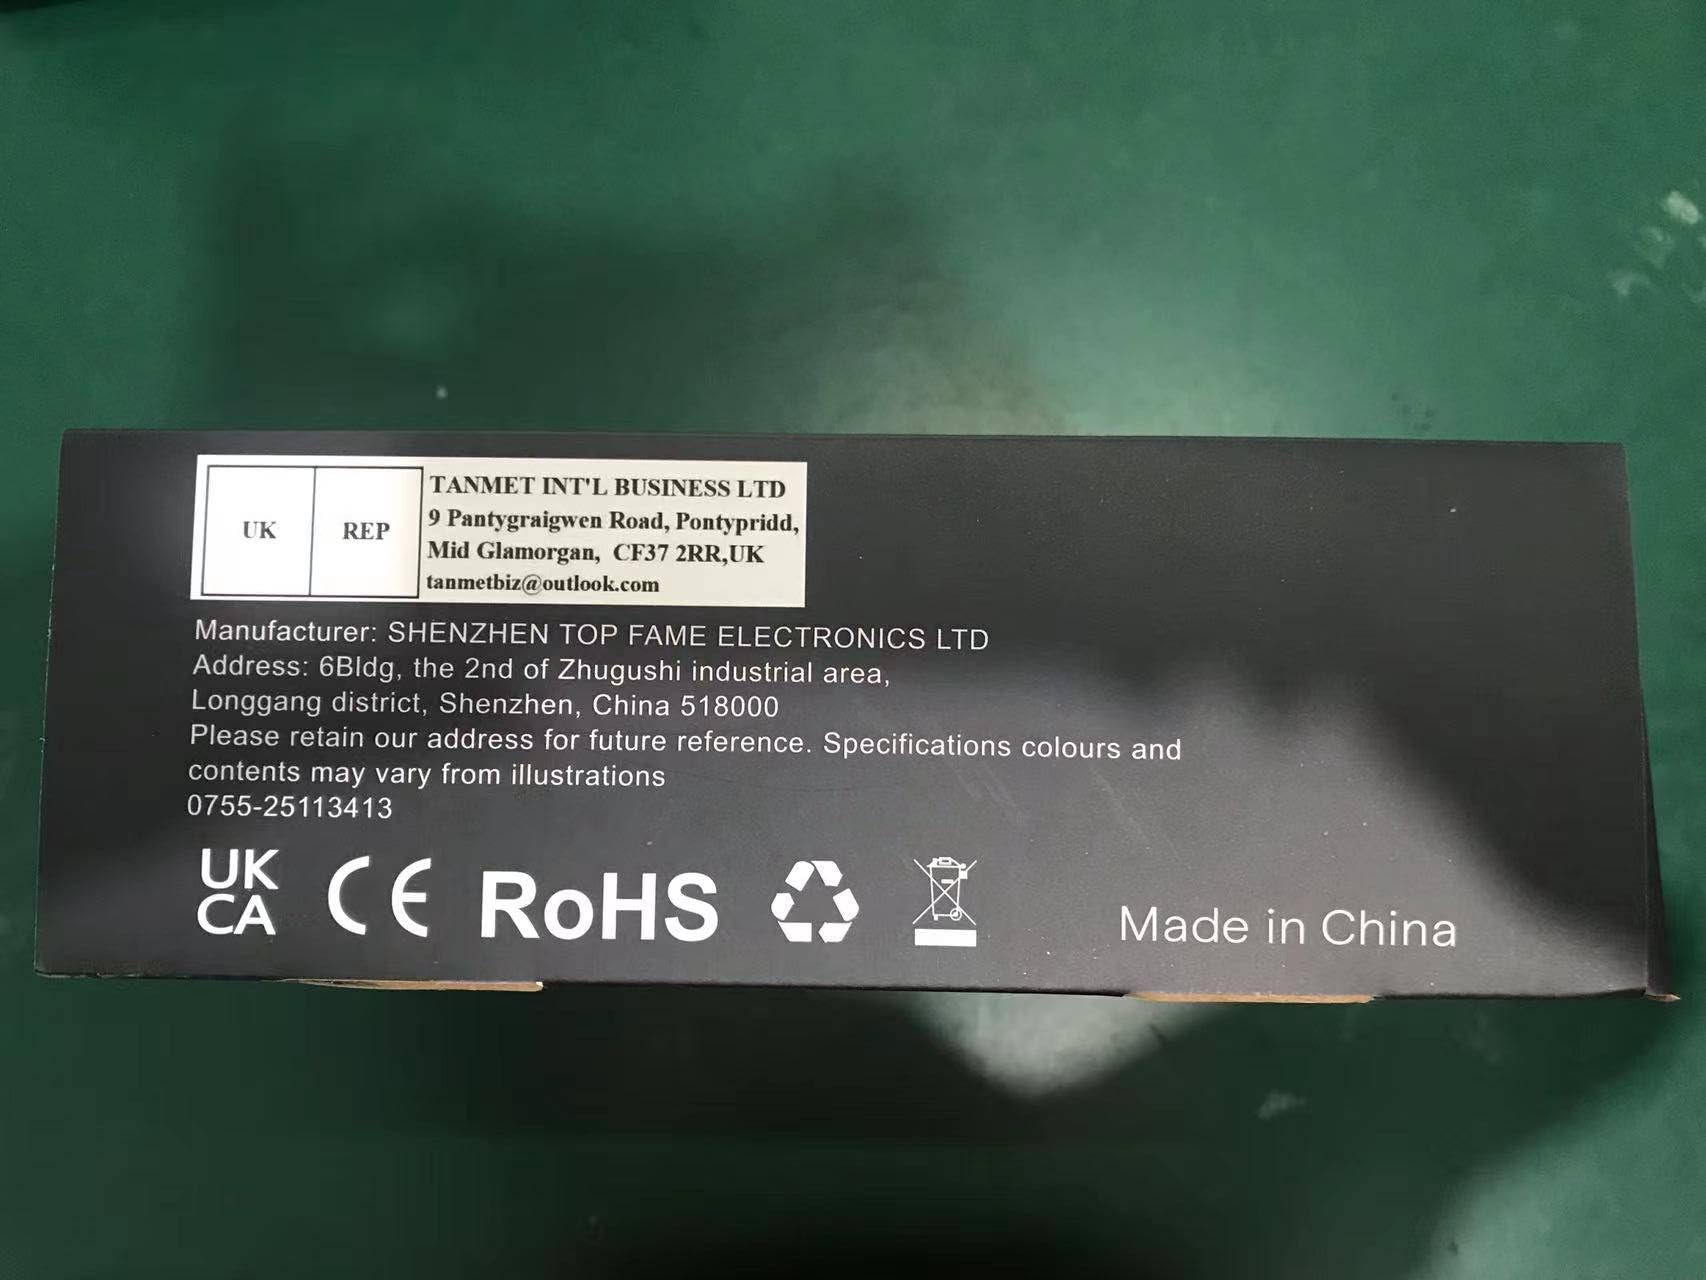 UK REP
TANMET INT'L BUSINESS LTD
9 Pantygraigwen Road, Pontypridd,
Mid Glamorgan, CF37 2RR,UK
tanmetbiz@outlook.com
Manufacturer: SHENZHEN TOP FAME ELECTRONICS LTD
Address: 6Bldg, the 2nd of Zhugushi industrial area,
Longgang district, Shenzhen, China 518000
Please retain our address for future reference. Specifications colours and
contents may vary from illustrations
0755-25113413
UK
CA
CE
RoHS
Made in China